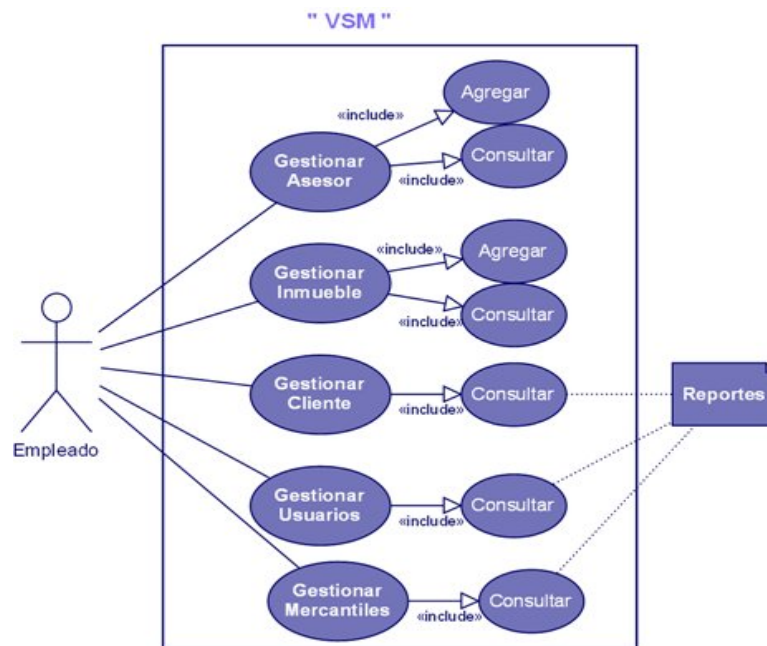 " VSM "
Agregar
«include»
Gestionar
Asesor
Consultar
«include»
Agregar
«include»
Gestionar
Inmueble
Consultar
«include»
Gestionar
Cliente
Consultar
«include»
Reportes
Empleado
Gestionar
Usuarios
Consultar
«include»
Gestionar
Mercantiles
Consultar
«include»